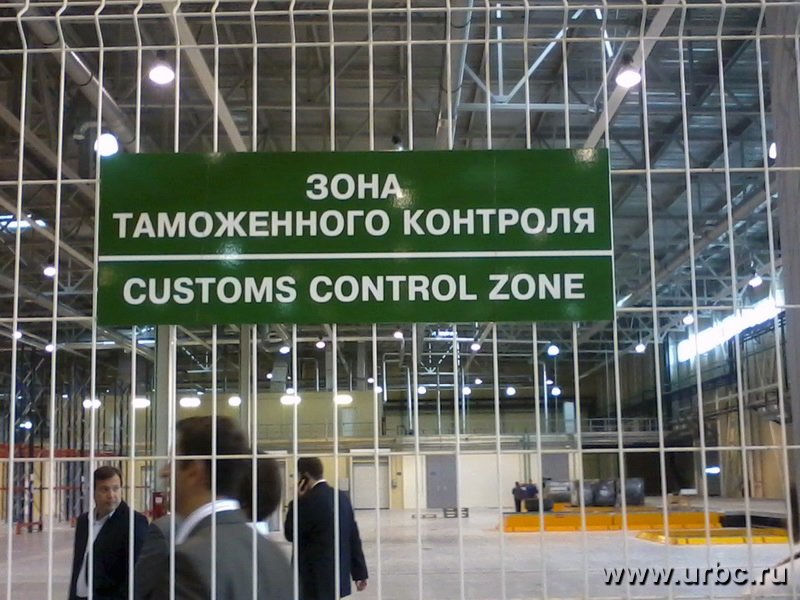 ЗОНА
ТАМОЖЕННОГО КОНТРОЛЯ
CUSTOMS CONTROL ZONE
www.urbc.ru